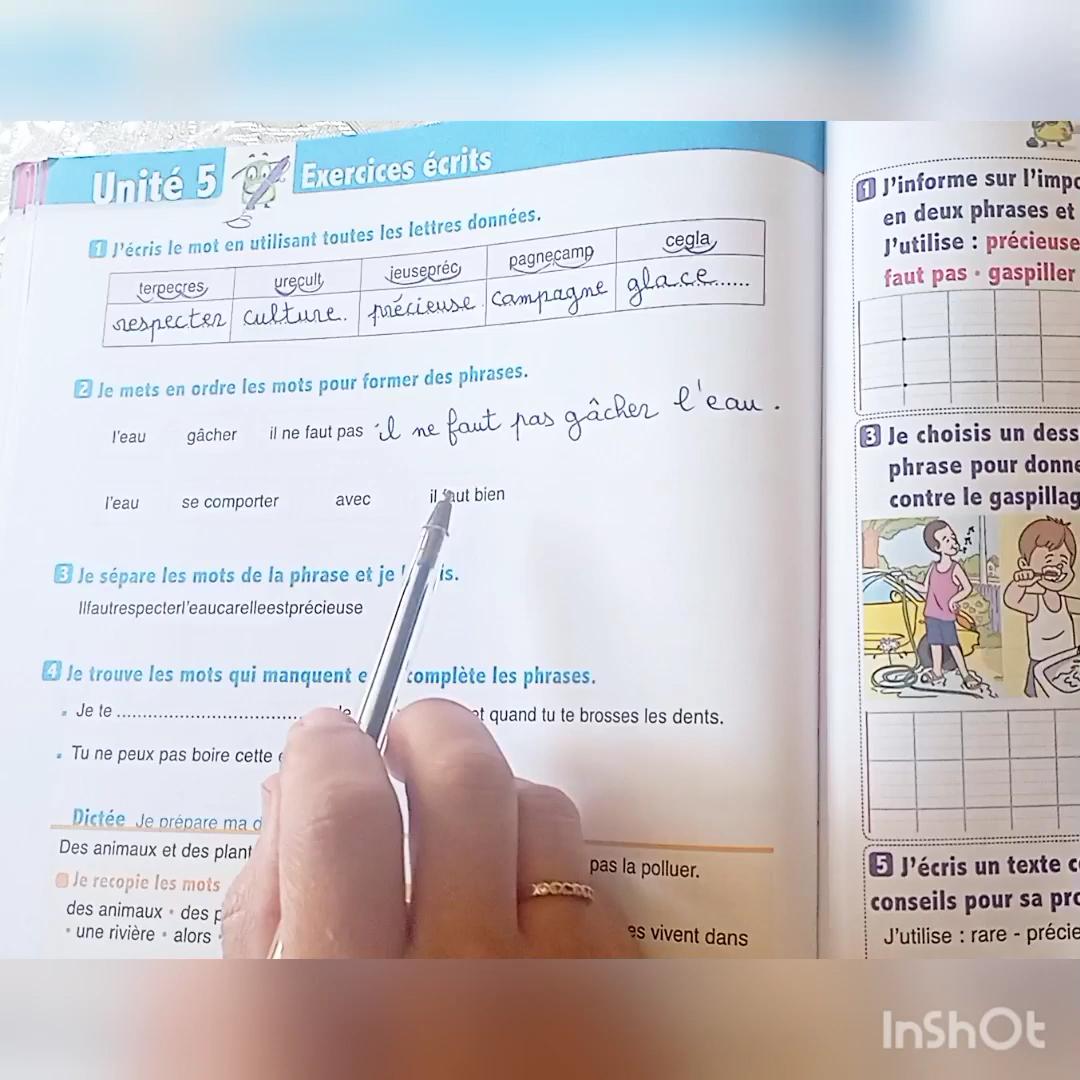 Unité 5 Exercices écrits
1 J'écris le mot en utilisant toutes les lettres données.
terpecres urecult ieusepréc pagnecamp cegla
respecter culture. précieuse campagne glace......
2 Je mets en ordre les mots pour former des phrases.
l'eau gâcher il ne faut pas il ne faut pas gâcher l'eau.
l'eau se comporter avec il faut bien
3 Je sépare les mots de la phrase et je is.
Ilfautrespecterl'eaucarelleestprécieuse
4 Je trouve les mots qui manquent e complète les phrases.
Je te .......... quand tu te brosses les dents.
Tu ne peux pas boire cette
Dictée Je prépare ma d
Des animaux et des plant pas la polluer.
Je recopie les mots
des animaux • des p
• une rivière • alors es vivent dans
1 J'informe sur l'impo
en deux phrases et
J'utilise : précieuse
faut pas • gaspiller
3 Je choisis un dess
phrase pour donne
contre le gaspillag
5 J'écris un texte c
conseils pour sa pro
J'utilise : rare - précie
InShOt